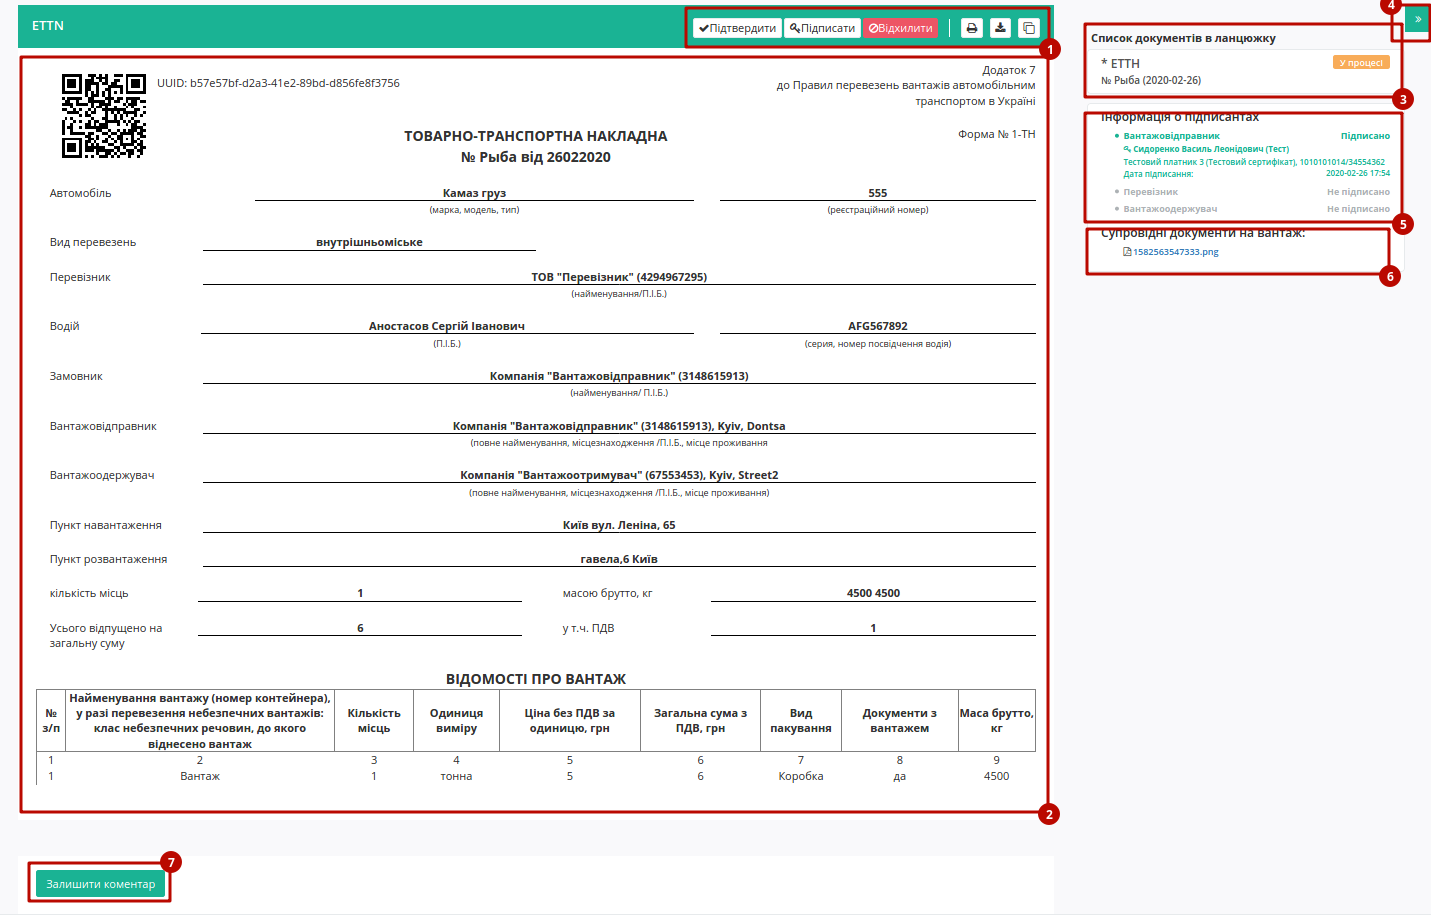 ETTN
Підтвердити Підписати Відхилити
1
UUID: b57e57bf-d2a3-41e2-89bd-d856fe8f3756
Додаток 7
до Правил перевезень вантажів автомобільним
транспортом в Україні
ТОВАРНО-ТРАНСПОРТНА НАКЛАДНА
Форма № 1-ТН
№ Рыба від 26022020
Автомобіль Камаз груз 555
(марка, модель, тип) (реєстраційний номер)
Вид перевезень внутрішньоміське
Перевізник ТОВ "Перевізник" (4294967295)
(найменування/П.І.Б.)
Водій Аностасов Сергій Іванович AFG567892
(П.І.Б.) (серия, номер посвідчення водія)
Замовник Компанія "Вантажовідправник" (3148615913)
(найменування/ П.І.Б.)
Вантажовідправник Компанія "Вантажовідправник" (3148615913), Kyiv, Dontsa
(повне найменування, місцезнаходження /П.І.Б., місце проживання
Вантажоодержувач Компанія "Вантажоотримувач" (67553453), Kyiv, Street2
(повне найменування, місцезнаходження /П.І.Б., місце проживання)
Пункт навантаження Київ вул. Леніна, 65
Пункт розвантаження гавела,6 Київ
кількість місць 1 масою брутто, кг 4500 4500
Усього відпущено на загальну суму 6 у т.ч. ПДВ 1
ВІДОМОСТІ ПРО ВАНТАЖ
№ з/п Найменування вантажу (номер контейнера), у разі перевезення небезпечних вантажів: клас небезпечних речовин, до якого віднесено вантаж Кількість місць Одиниця виміру Ціна без ПДВ за одиницю, грн Загальна сума з ПДВ, грн Вид пакування Документи з вантажем Маса брутто, кг
1 2 3 4 5 6 7 8 9
1 Вантаж 1 тонна 5 6 Коробка да 4500
2
7
Залишити коментар
4
»
Список документів в ланцюжку
* ЕТТН У процесі
№ Рыба (2020-02-26)
3
Інформація о підписантах
Вантажовідправник Підписано
Сидоренко Василь Леонідович (Тест)
Тестовий платник 3 (Тестовий сертифікат), 1010101014/34554362
Дата підписання: 2020-02-26 17:54
Перевізник Не підписано
Вантажоодержувач Не підписано
5
Супровідні документи на вантаж:
1582563547333.png
6